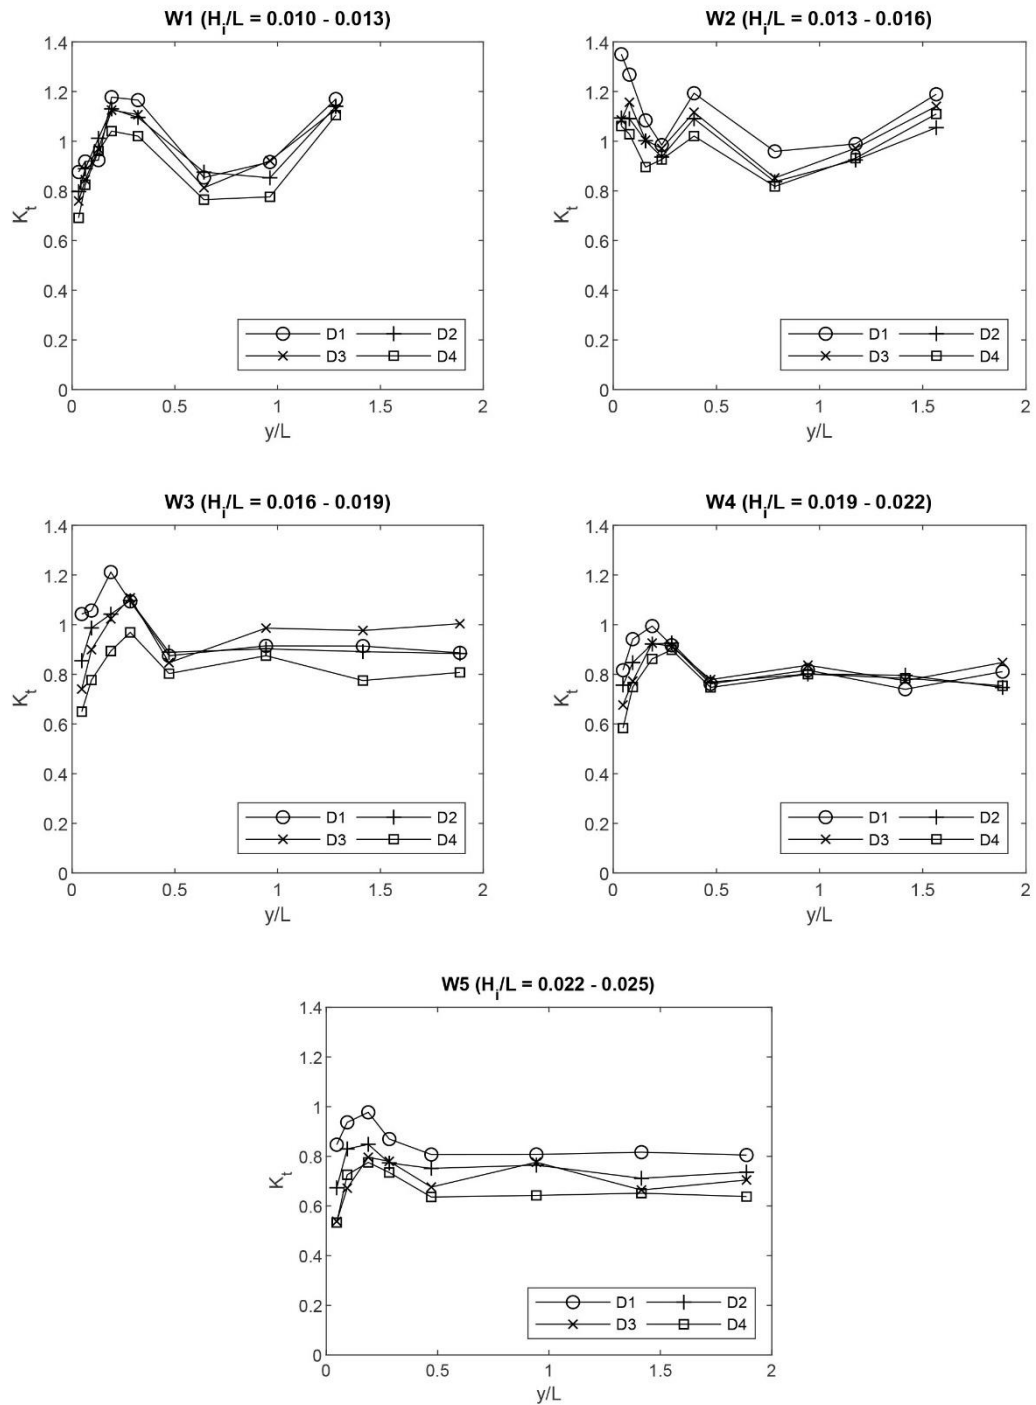 W1 (H_i/L = 0.010 - 0.013)
1.4
1.2
1
0.8
0.6
0.4
0.2
0
K_t
D1 D2
D3 D4
0 0.5 1 1.5 2
y/L
W2 (H_i/L = 0.013 - 0.016)
1.4
1.2
1
0.8
0.6
0.4
0.2
0
K_t
D1 D2
D3 D4
0 0.5 1 1.5 2
y/L
W3 (H_i/L = 0.016 - 0.019)
1.4
1.2
1
0.8
0.6
0.4
0.2
0
K_t
D1 D2
D3 D4
0 0.5 1 1.5 2
y/L
W4 (H_i/L = 0.019 - 0.022)
1.4
1.2
1
0.8
0.6
0.4
0.2
0
K_t
D1 D2
D3 D4
0 0.5 1 1.5 2
y/L
W5 (H_i/L = 0.022 - 0.025)
1.4
1.2
1
0.8
0.6
0.4
0.2
0
K_t
D1 D2
D3 D4
0 0.5 1 1.5 2
y/L